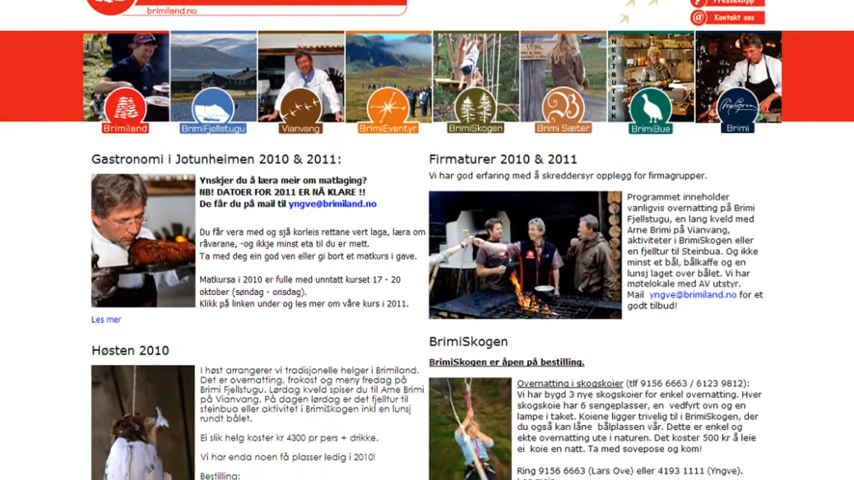 brimiland.no
Presseklipp
Kontakt oss
NYTTBUTIKK
Brimiland
BrimiFjellstugu
Vianvang
BrimiEventyr
BrimiSkogen
Brimi Sæter
BrimiBue
Brimi
Gastronomi i Jotunheimen 2010 & 2011:
Ynskjer du å læra meir om matlaging?
NB! DATOER FOR 2011 ER NÅ KLARE !!
De får du på mail til yngve@brimiland.no
Du får vera med og sjå korleis rettane vert laga, læra om
råvarane, -og ikkje minst eta til du er mett.
Ta med deg ein god ven eller gi bort et matkurs i gave.
Matkursa i 2010 er fulle med unntatt kurset 17 - 20
oktober (søndag - onsdag).
Klikk på linken under og les mer om våre kurs i 2011.
Les mer
Høsten 2010
I høst arrangerer vi tradisjonelle helger i Brimiland.
Det er overnatting, frokost og meny fredag på
Brimi Fjellstugu. Lørdag kveld spiser du til Arne Brimi
på Vianvang. På dagen lørdag er det fjelltur til
steinbua eller aktivitet i BrimiSkogen inkl en lunsj
rundt bålet.
Ei slik helg koster kr 4300 pr pers + drikke.
Vi har enda noen få plasser ledig i 2010!
Bestilling:
Firmaturer 2010 & 2011
Vi har god erfaring med å skreddersyr opplegg for firmagrupper.
Programmet inneholder
vanligvis overnatting på Brimi
Fjellstugu, en lang kveld med
Arne Brimi på Vianvang,
aktiviteter i BrimiSkogen eller
en fjelltur til Steinbua. Og ikke
minst et bål, bålkaffe og en
lunsj laget over bålet. Vi har
møtelokale med AV utstyr.
Mail yngve@brimiland.no for et
godt tilbud!
BrimiSkogen
BrimiSkogen er åpen på bestilling.
Overnatting i skogskoier (tlf 9156 6663 / 6123 9812):
Vi har bygd 3 nye skogskoier for enkel overnatting. Hver
skogskoie har 6 sengeplasser, en vedfyrt ovn og en
lampe i taket. Koiene ligger trivelig til i BrimiSkogen, der
du også kan låne bålplassen vår. Dette er enkel og
ekte overnatting ute i naturen. Det koster 500 kr å leie
ei koie en natt. Ta med sovepose og kom!
Ring 9156 6663 (Lars Ove) eller 4193 1111 (Yngve).